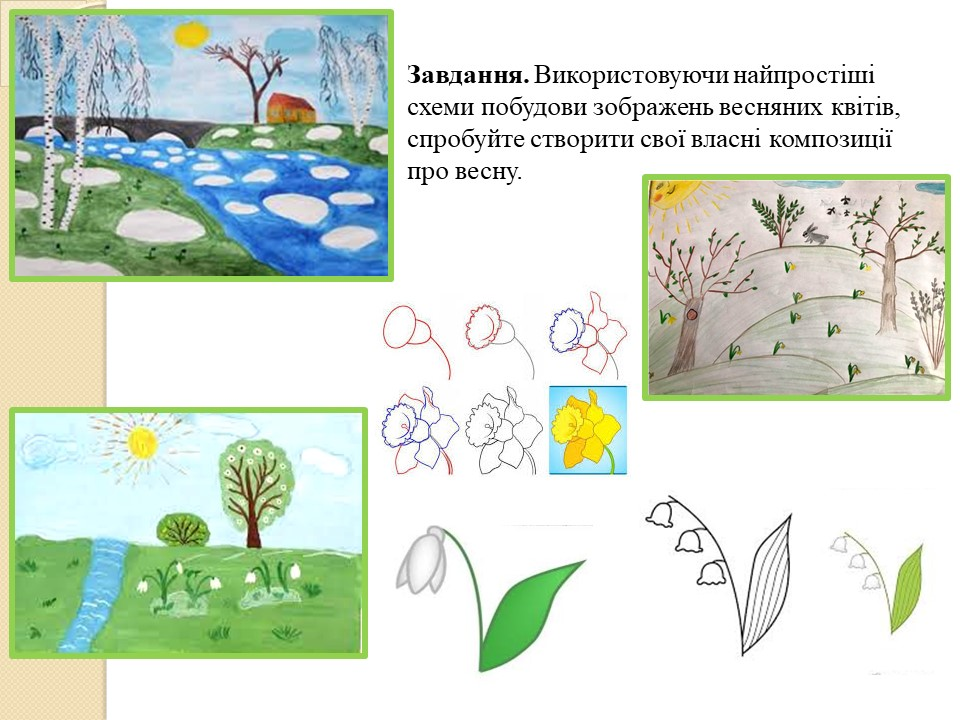 Завдання. Використовуючи найпростіші
схеми побудови зображень весняних квітів,
спробуйте створити свої власні композиції
про весну.